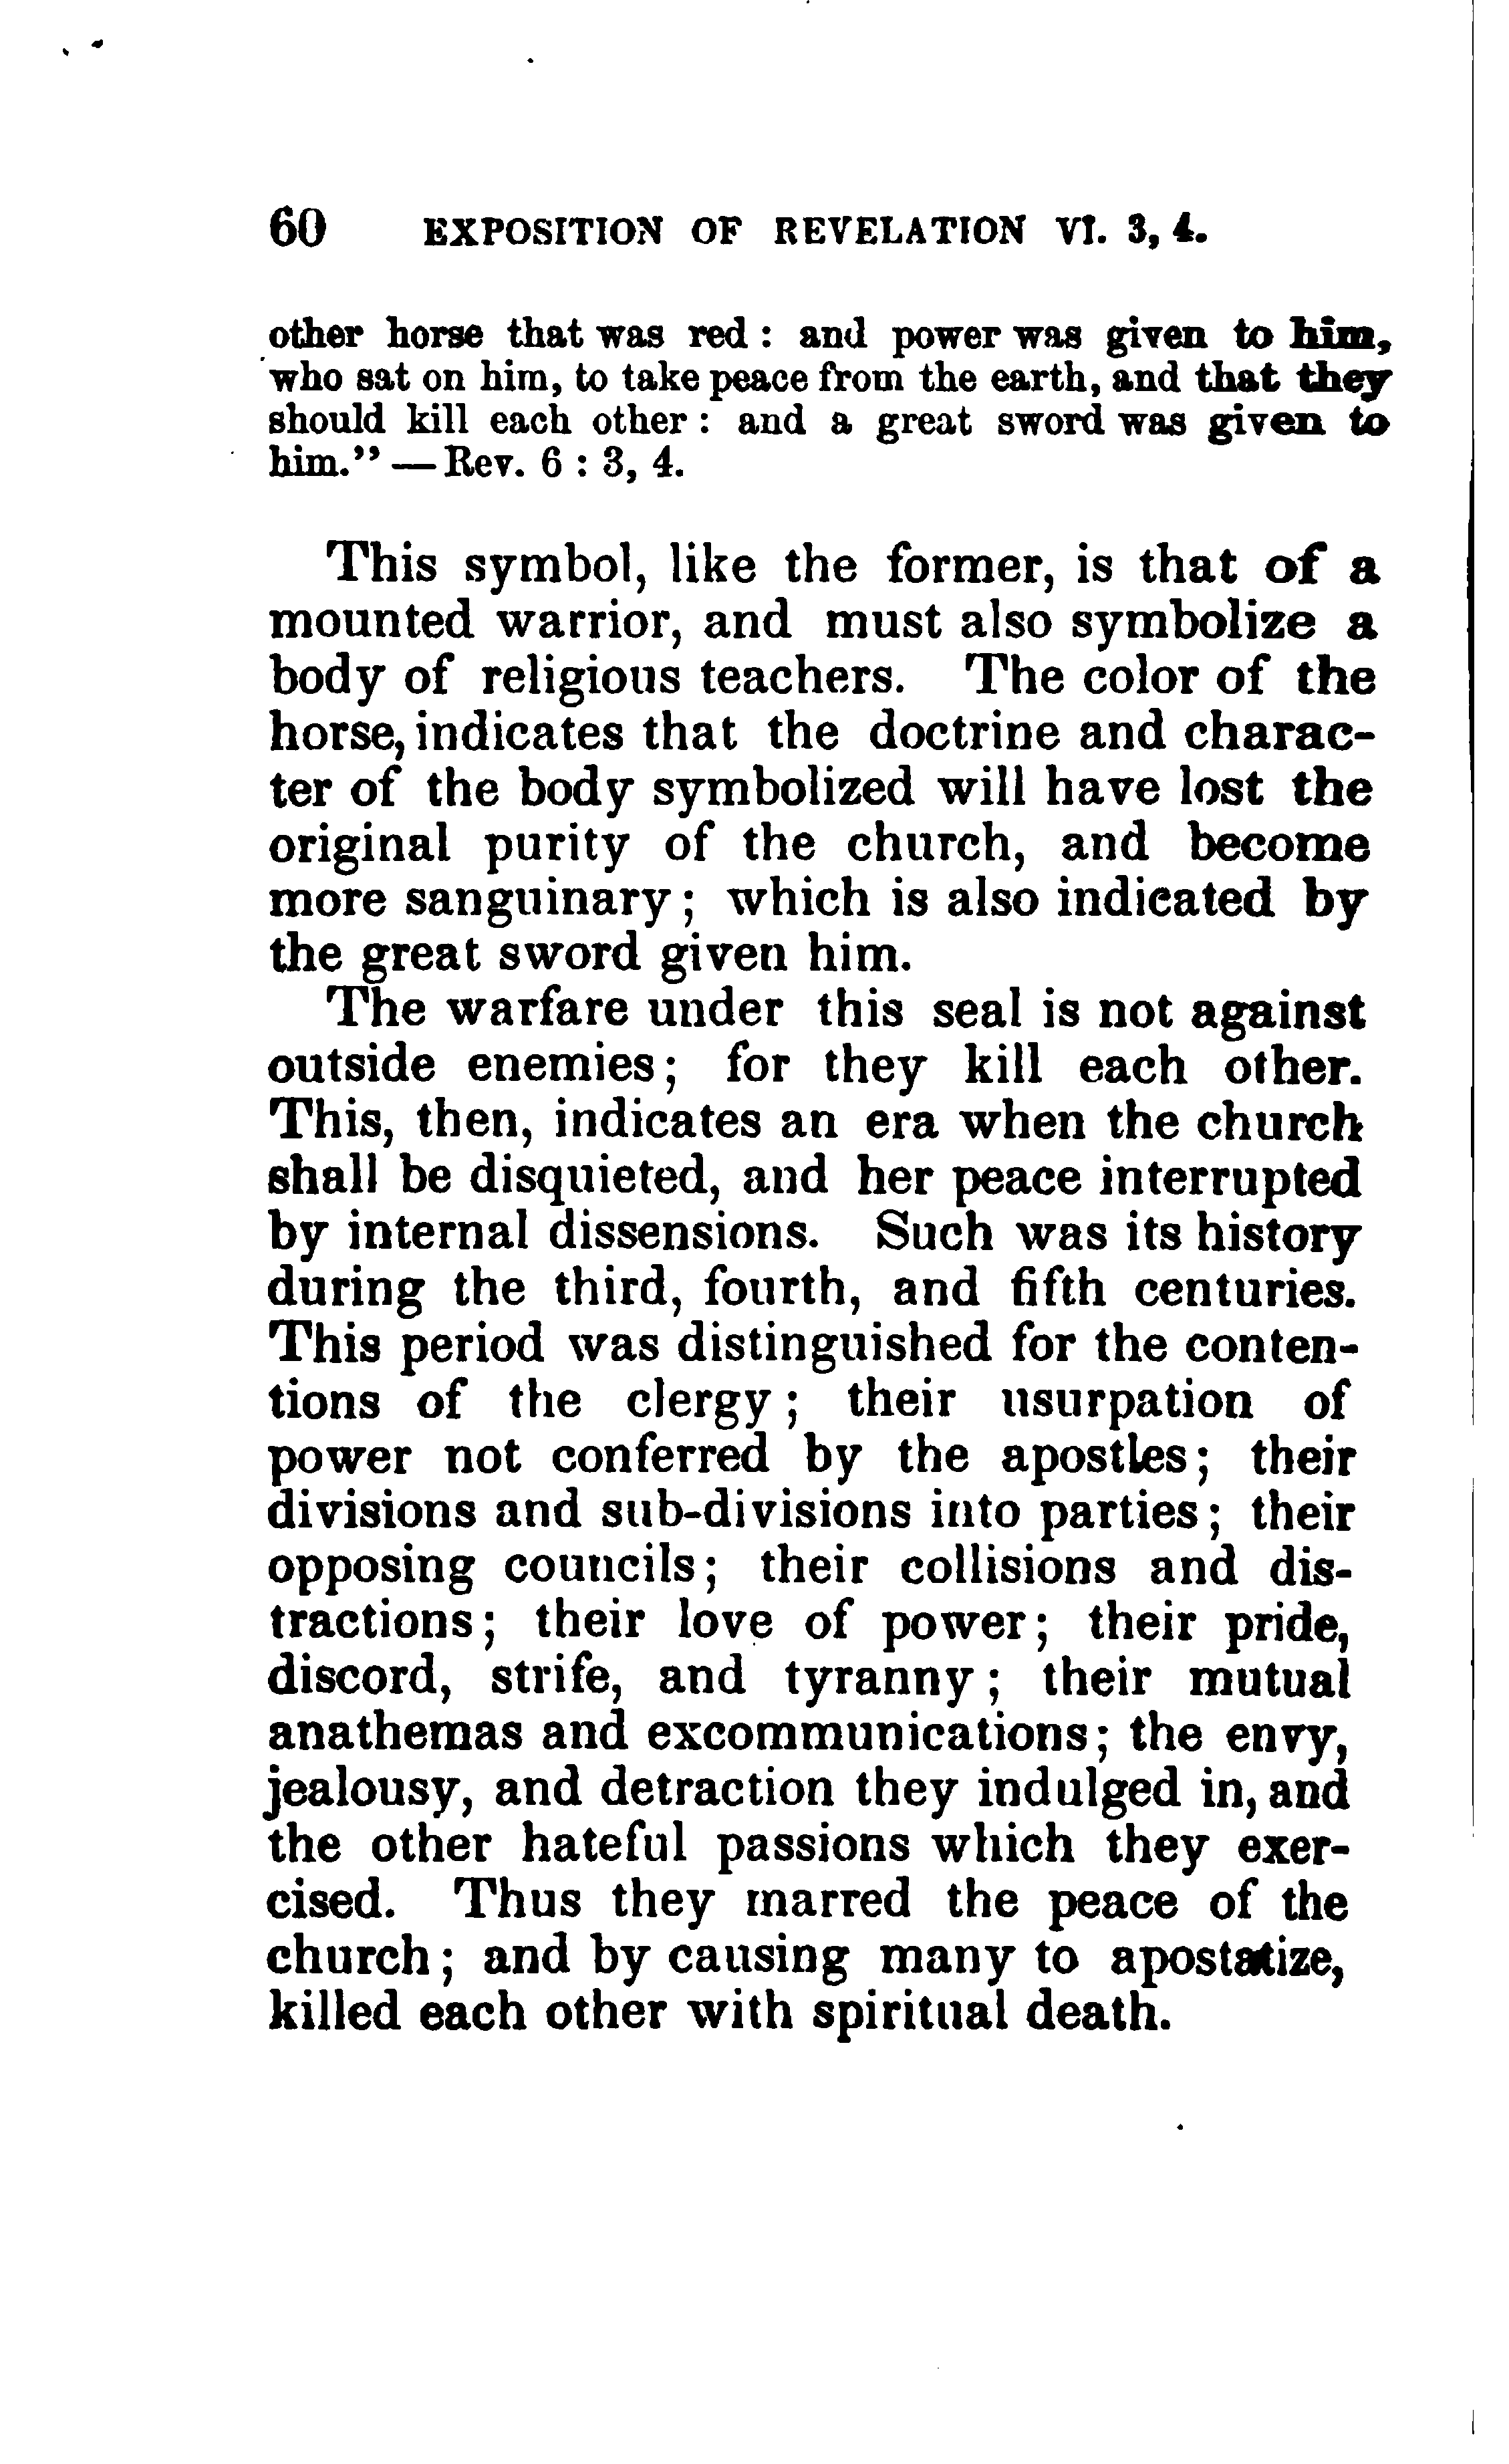 60 EXPOSITION OF REVELATION VI. 3, 4.
other horse that was red : and power was given to him,
who sat on him, to take peace from the earth, and that they
should kill each other : and a great sword was given to
him." — Rev. 6 : 3, 4.
This symbol, like the former, is that of a
mounted warrior, and must also symbolize a
body of religious teachers. The color of the
horse, indicates that the doctrine and charac-
ter of the body symbolized will have lost the
original purity of the church, and become
more sanguinary ; which is also indicated by
the great sword given him.
The warfare under this seal is not against
outside enemies ; for they kill each other.
This, then, indicates an era when the church
shall be disquieted, and her peace interrupted
by internal dissensions. Such was its history
during the third, fourth, and fifth centuries.
This period was distinguished for the conten-
tions of the clergy ; their usurpation of
power not conferred by the apostles ; their
divisions and sub-divisions into parties ; their
opposing councils ; their collisions and dis-
tractions ; their love of power ; their pride,
discord, strife, and tyranny ; their mutual
anathemas and excommunications ; the envy,
jealousy, and detraction they indulged in, and
the other hateful passions which they exer-
cised. Thus they marred the peace of the
church ; and by causing many to apostatize,
killed each other with spiritual death.